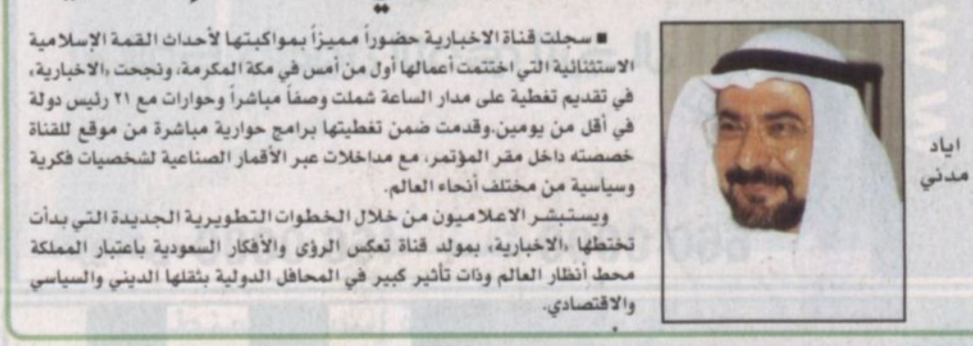 ■ سجلت قناة الاخبارية حضوراً مميزاً بمواكبتها لأحداث القمة الإسلامية
الاستثنائية التي اختتمت أعمالها أول من أمس في مكة المكرمة، ونجحت «الاخبارية»
في تقديم تغطية على مدار الساعة شملت وصفاً مباشراً وحوارات مع ٢١ رئيس دولة
في أقل من يومين.وقدمت ضمن تغطيتها برامج حوارية مباشرة من موقع للقناة
خصصته داخل مقر المؤتمر، مع مداخلات عبر الأقمار الصناعية لشخصيات فكرية
وسياسية من مختلف أنحاء العالم.
ويستبشر الاعلاميون من خلال الخطوات التطويرية الجديدة التي بدأت
تختطها «الاخبارية» بمولد قناة تعكس الرؤى والأفكار السعودية باعتبار المملكة
محط أنظار العالم وذات تأثير كبير في المحافل الدولية بثقلها الديني والسياسي
والاقتصادي.
اياد
مدني